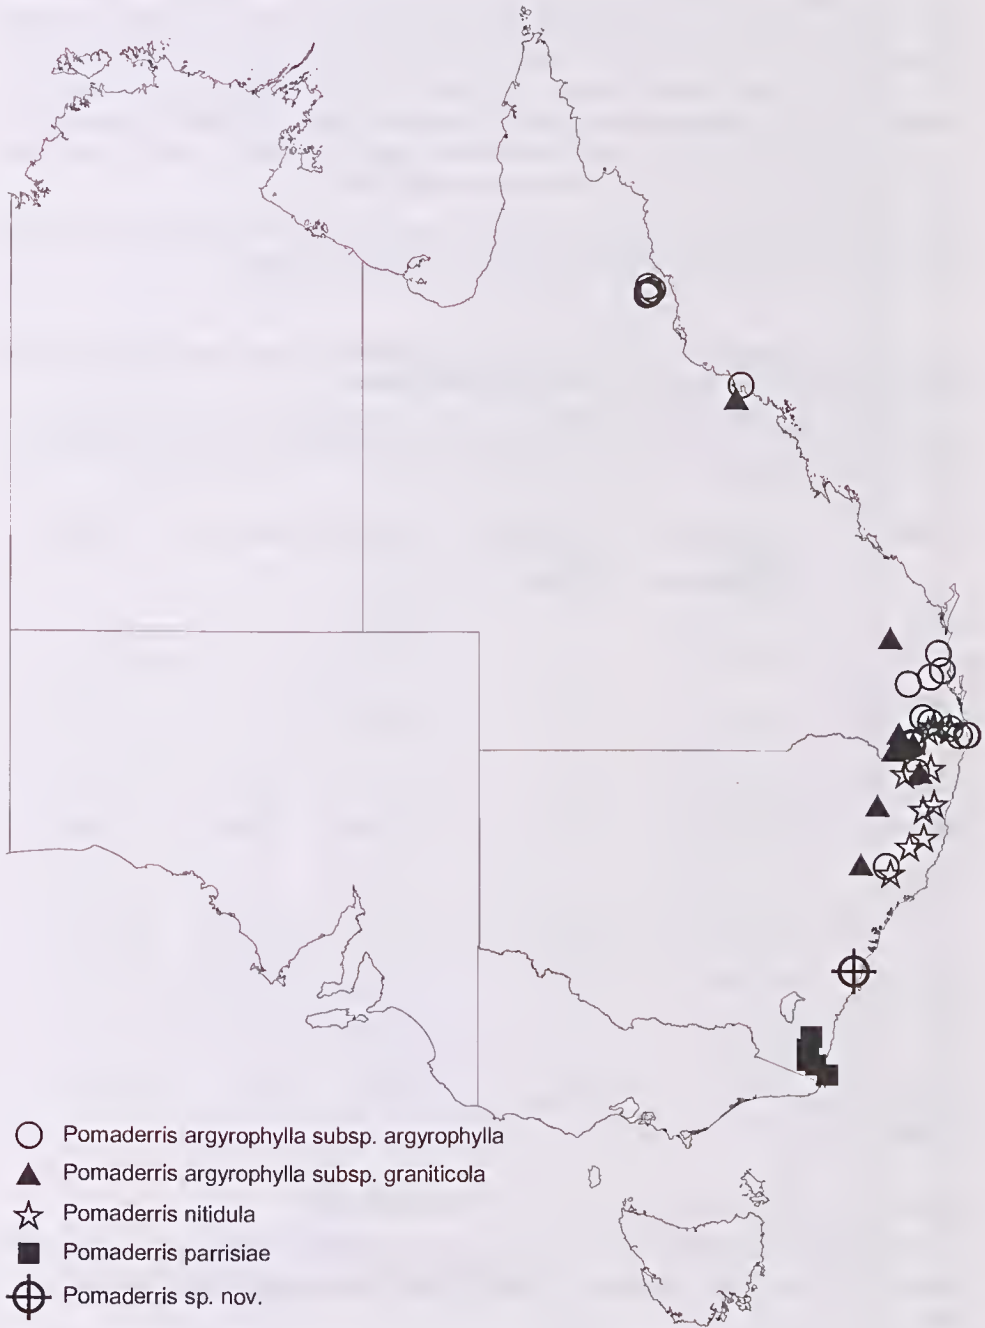 Pomaderris argyrophylla subsp. argyrophylla
Pomaderris argyrophylla subsp. graniticola
Pomaderris nitidula
Pomaderris parrisiae
Pomaderris sp. nov.